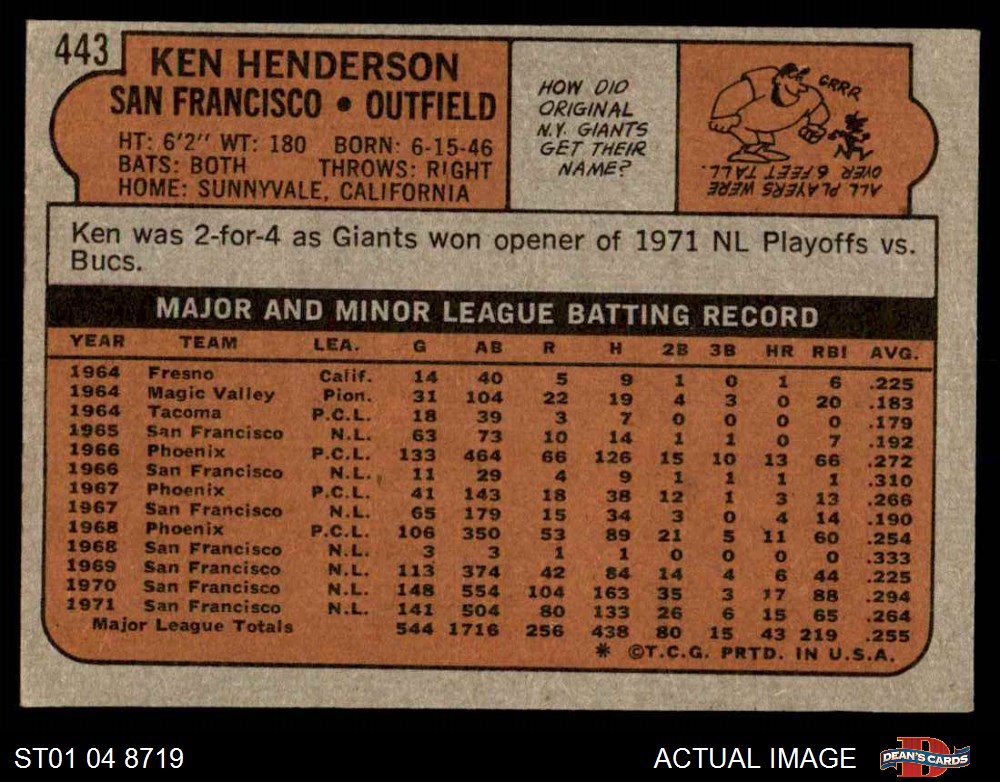 443
KEN HENDERSON
SAN FRANCISCO • OUTFIELD
HT: 6'2" WT: 180 BORN: 6-15-46
BATS: BOTH THROWS: RIGHT
HOME: SUNNYVALE, CALIFORNIA
HOW DID
ORIGINAL
N.Y. GIANTS
GET THEIR
NAME?
GRRR
ALL PLAYERS WERE
OVER 6 FEET TALL.
Ken was 2-for-4 as Giants won opener of 1971 NL Playoffs vs.
Bucs.
MAJOR AND MINOR LEAGUE BATTING RECORD
YEAR TEAM LEA. G AB R H 2B 3B HR RBI AVG.
1964 Fresno Calif. 14 40 5 9 1 0 1 6 .225
1964 Magic Valley Pion. 31 104 22 19 4 3 0 20 .183
1964 Tacoma P.C.L. 18 39 3 7 0 0 0 0 .179
1965 San Francisco N.L. 63 73 10 14 1 1 0 7 .192
1966 Phoenix P.C.L. 133 464 66 126 15 10 13 66 .272
1966 San Francisco N.L. 11 29 4 9 1 1 1 1 .310
1967 Phoenix P.C.L. 41 143 18 38 12 1 3 13 .266
1967 San Francisco N.L. 65 179 15 34 3 0 4 14 .190
1968 Phoenix P.C.L. 106 350 53 89 21 5 11 60 .254
1968 San Francisco N.L. 3 3 1 1 0 0 0 0 .333
1969 San Francisco N.L. 113 374 42 84 14 4 6 44 .225
1970 San Francisco N.L. 148 554 104 163 35 3 17 88 .294
1971 San Francisco N.L. 141 504 80 133 26 6 15 65 .264
Major League Totals 544 1716 256 438 80 15 43 219 .255
* ©T.C.G. PRTD. IN U.S.A.
ST01 04 8719
ACTUAL IMAGE
DEAN'S CARDS